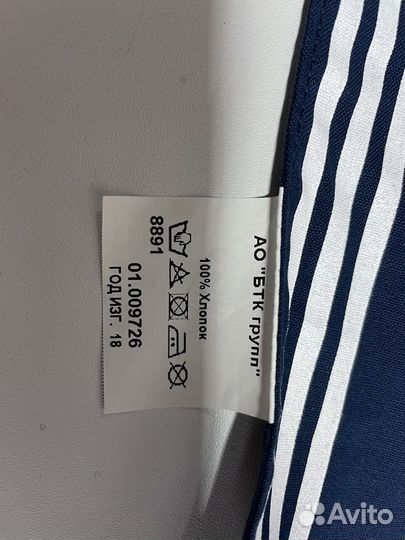 АО "БТК групп"
100% Хлопок
8891
01.009726
ГОД ИЗГ. 18
Avito